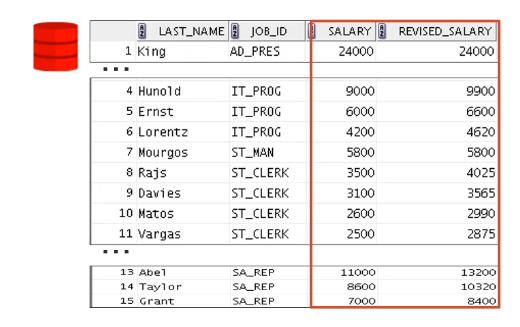 LAST_NAME JOB_ID SALARY REVISED_SALARY
1 King AD_PRES 24000 24000
...
4 Hunold IT_PROG 9000 9900
5 Ernst IT_PROG 6000 6600
6 Lorentz IT_PROG 4200 4620
7 Mourgos ST_MAN 5800 5800
8 Rajs ST_CLERK 3500 4025
9 Davies ST_CLERK 3100 3565
10 Matos ST_CLERK 2600 2990
11 Vargas ST_CLERK 2500 2875
...
13 Abel SA_REP 11000 13200
14 Taylor SA_REP 8600 10320
15 Grant SA_REP 7000 8400